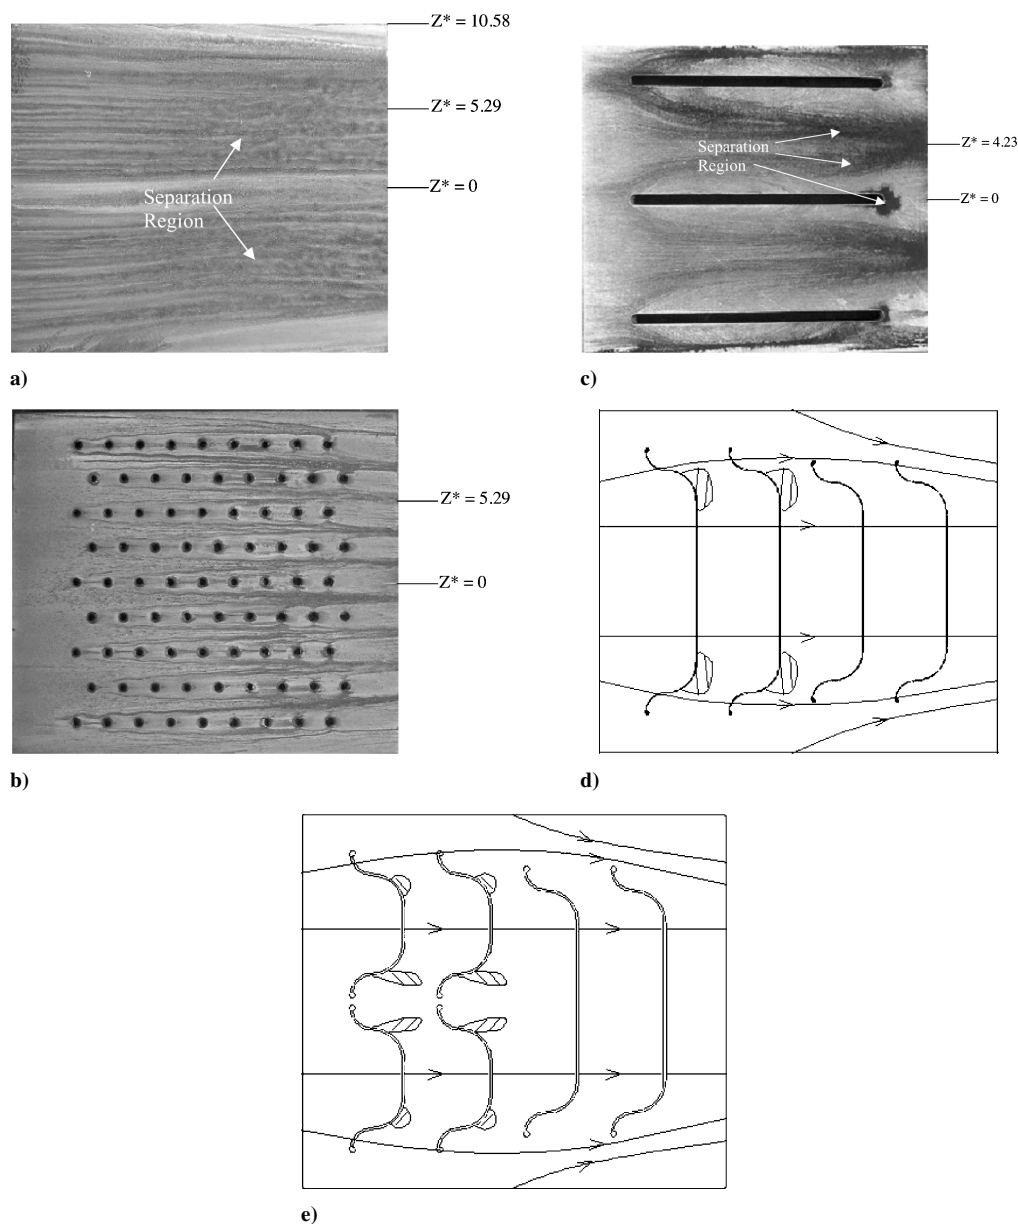 Z* = 10.58
Z* = 5.29
Z* = 0
Separation
Region
a)
Z* = 4.23
Z* = 0
Separation
Region
c)
Z* = 5.29
Z* = 0
b)
d)
e)